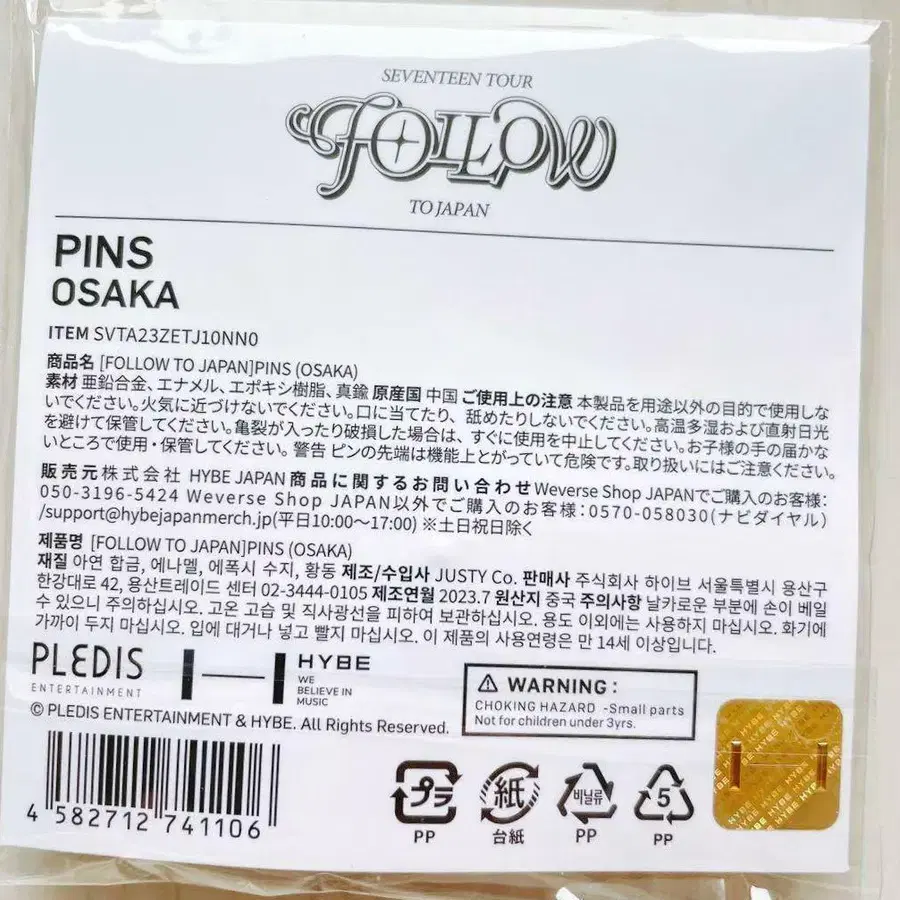 SEVENTEEN TOUR
FOLLOW
TO JAPAN
PINS
OSAKA
ITEM SVTA23ZETJ10NN0
商品名 [FOLLOW TO JAPAN]PINS (OSAKA)
素材 亜鉛合金、エナメル、エポキシ樹脂、真鍮 原産国 中国 ご使用上の注意 本製品を用途以外の目的で使用しな
いでください。火気に近づけないでください。口に当てたり、舐めたりしないでください。高温多湿および直射日光
を避けて保管してください。亀裂が入ったり破損した場合は、すぐに使用を中止してください。お子様の手の届かな
いところで使用・保管してください。警告 ピンの先端は機能上とがっていて危険です。取り扱いにはご注意ください。
販売元 株式会社 HYBE JAPAN 商品に関するお問い合わせ Weverse Shop JAPANでご購入のお客様:
050-3196-5424 Weverse Shop JAPAN以外でご購入のお客様:0570-058030(ナビダイヤル)
/support@hybejapanmerch.jp(平日10:00〜17:00) ※土日祝日除く
제품명 [FOLLOW TO JAPAN]PINS (OSAKA)
재질 아연 합금, 에나멜, 에폭시 수지, 황동 제조/수입사 JUSTY Co. 판매사 주식회사 하이브 서울특별시 용산구
한강대로 42, 용산트레이드 센터 02-3444-0105 제조연월 2023.7 원산지 중국 주의사항 날카로운 부분에 손이 베일
수 있으니 주의하십시오. 고온 고습 및 직사광선을 피하여 보관하십시오. 용도 이외에는 사용하지 마십시오. 화기에
가까이 두지 마십시오. 입에 대거나 넣고 빨지 마십시오. 이 제품의 사용연령은 만 14세 이상입니다.
PLEDIS
ENTERTAINMENT
HYBE
WE
BELIEVE IN
MUSIC
© PLEDIS ENTERTAINMENT & HYBE. All Rights Reserved.
WARNING:
CHOKING HAZARD -Small parts
Not for children under 3yrs.
HYBE HYBE HYBE
4 582712 741106
プラ
PP
紙
台紙
비닐류
PP
5
PP